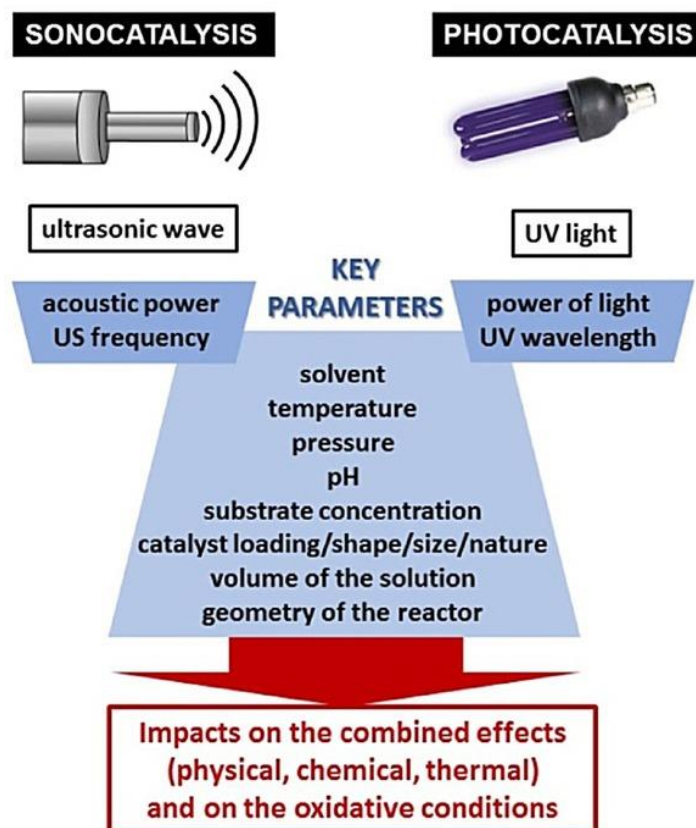 SONOCATALYSIS
PHOTOCATALYSIS
ultrasonic wave
UV light
KEY
PARAMETERS
acoustic power
US frequency
power of light
UV wavelength
solvent
temperature
pressure
pH
substrate concentration
catalyst loading/shape/size/nature
volume of the solution
geometry of the reactor
Impacts on the combined effects
(physical, chemical, thermal)
and on the oxidative conditions